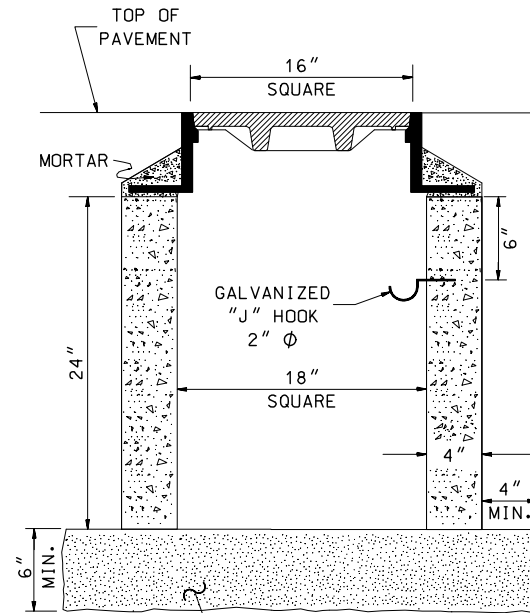 TOP OF
PAVEMENT
16"
SQUARE
MORTAR
6"
GALVANIZED
"J" HOOK
2" Φ
24"
18"
SQUARE
4"
4"
MIN.
6"
MIN.